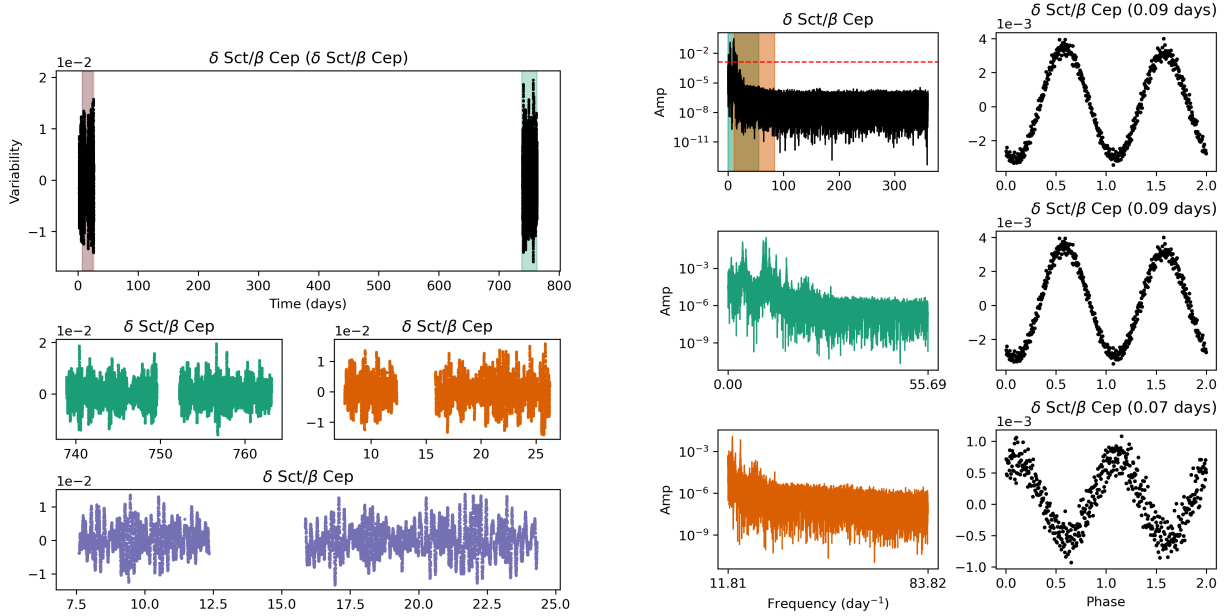 δ Sct/β Cep (δ Sct/β Cep)
1e−2
Variability
2
1
0
−1
0 100 200 300 400 500 600 700 800
Time (days)
δ Sct/β Cep
1e−2
2
0
740 750 760
δ Sct/β Cep
1e−2
1
0
−1
10 15 20 25
δ Sct/β Cep
1e−2
1
0
−1
7.5 10.0 12.5 15.0 17.5 20.0 22.5 25.0
δ Sct/β Cep
Amp
10⁻²
10⁻⁵
10⁻⁸
10⁻¹¹
0 100 200 300
δ Sct/β Cep (0.09 days)
1e−3
4
2
0
−2
0.0 0.5 1.0 1.5 2.0
Amp
10⁻³
10⁻⁶
10⁻⁹
0.00 55.69
δ Sct/β Cep (0.09 days)
1e−3
4
2
0
−2
0.0 0.5 1.0 1.5 2.0
Amp
10⁻³
10⁻⁶
10⁻⁹
11.81 83.82
Frequency (day⁻¹)
δ Sct/β Cep (0.07 days)
1e−3
1.0
0.5
0.0
−0.5
−1.0
0.0 0.5 1.0 1.5 2.0
Phase